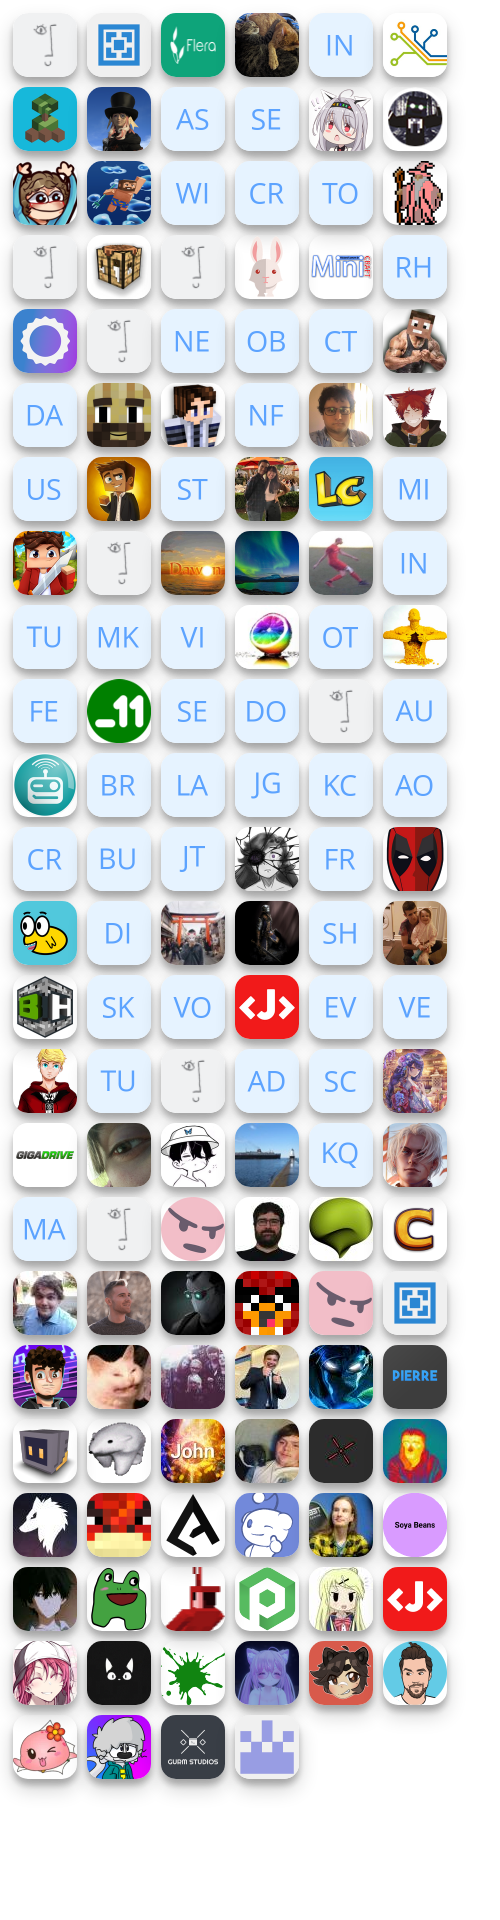 Flera IN
AS SE
WI CR TO
Mini RH
NE OB CT
DA NF
US ST LC MI
Dawn IN
TU MK VI OT
FE _11 SE DO AU
BR LA JG KC AO
CR BU JT FR
DI SH
BH SK VO <J> EV VE
TU AD SC
GIGADRIVE KQ
MA C
PIERRE
John
Soya Beans
<J>
GURM STUDIOS